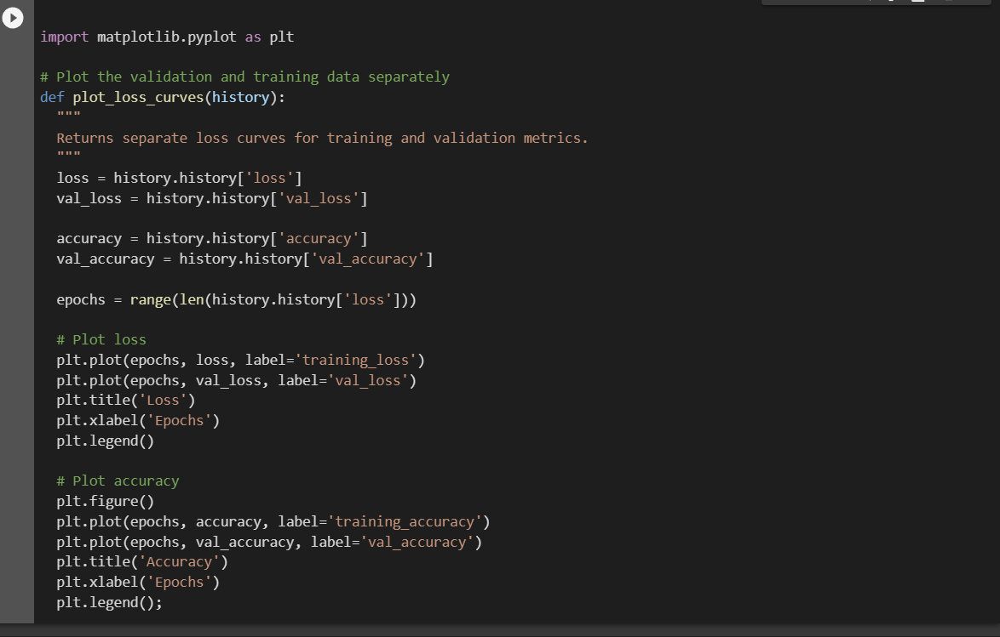 import matplotlib.pyplot as plt
# Plot the validation and training data separately
def plot_loss_curves(history):
"""
Returns separate loss curves for training and validation metrics.
"""
loss = history.history['loss']
val_loss = history.history['val_loss']
accuracy = history.history['accuracy']
val_accuracy = history.history['val_accuracy']
epochs = range(len(history.history['loss']))
# Plot loss
plt.plot(epochs, loss, label='training_loss')
plt.plot(epochs, val_loss, label='val_loss')
plt.title('Loss')
plt.xlabel('Epochs')
plt.legend()
# Plot accuracy
plt.figure()
plt.plot(epochs, accuracy, label='training_accuracy')
plt.plot(epochs, val_accuracy, label='val_accuracy')
plt.title('Accuracy')
plt.xlabel('Epochs')
plt.legend();